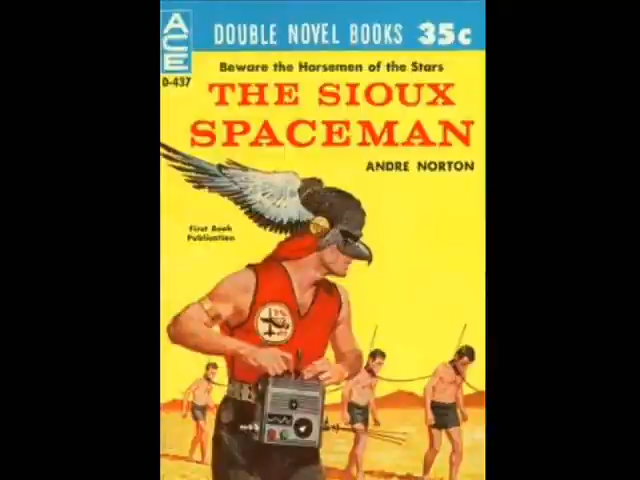 ACE
DOUBLE NOVEL BOOKS 35c
D-437
Beware the Horsemen of the Stars
THE SIOUX
SPACEMAN
ANDRE NORTON
First Book
Publication